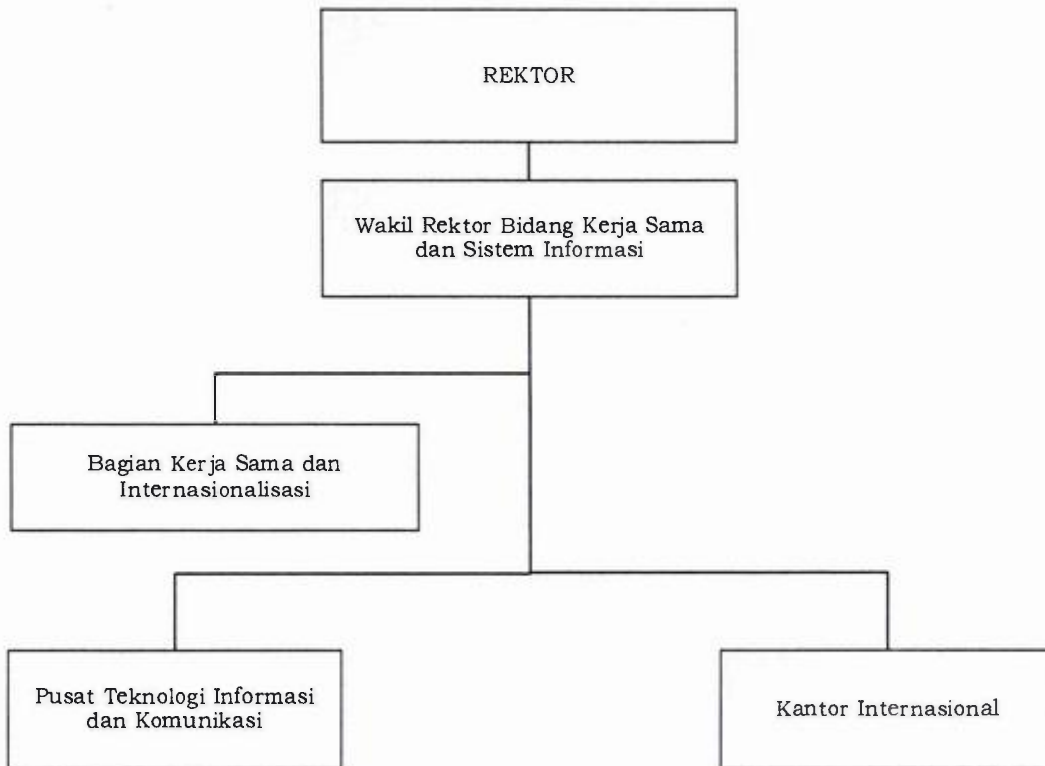 REKTOR
Wakil Rektor Bidang Kerja Sama
dan Sistem Informasi
Bagian Kerja Sama dan
Internasionalisasi
Pusat Teknologi Informasi
dan Komunikasi
Kantor Internasional